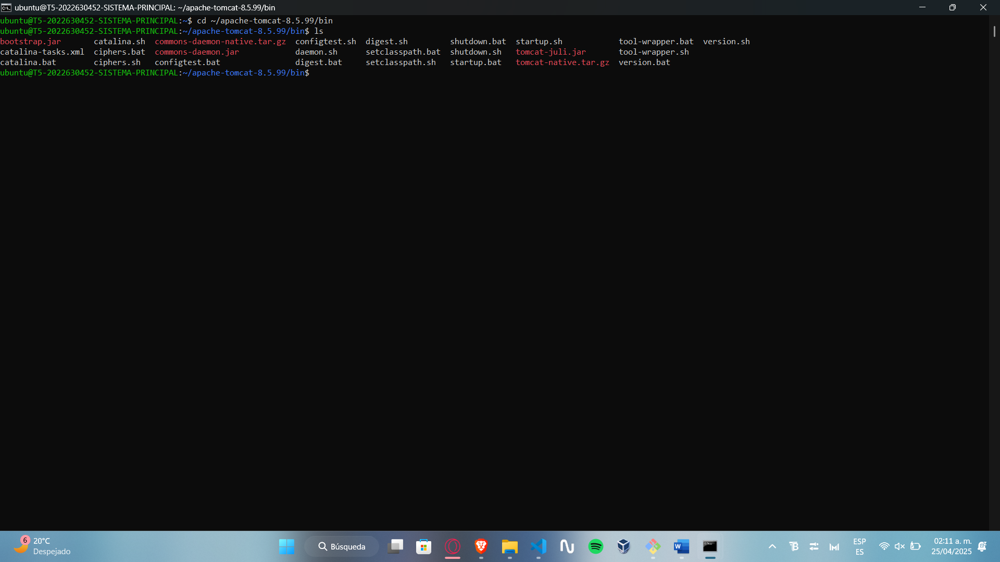 ubuntu@T5-2022630452-SISTEMA-PRINCIPAL: ~/apache-tomcat-8.5.99/bin
ubuntu@T5-2022630452-SISTEMA-PRINCIPAL:~$ cd ~/apache-tomcat-8.5.99/bin
ubuntu@T5-2022630452-SISTEMA-PRINCIPAL:~/apache-tomcat-8.5.99/bin$ ls
bootstrap.jar catalina.sh commons-daemon-native.tar.gz configtest.sh digest.sh shutdown.bat startup.sh tool-wrapper.bat version.sh
catalina-tasks.xml ciphers.bat commons-daemon.jar daemon.sh setclasspath.bat shutdown.sh tomcat-juli.jar tool-wrapper.sh
catalina.bat ciphers.sh configtest.bat digest.bat setclasspath.sh startup.bat tomcat-native.tar.gz version.bat
ubuntu@T5-2022630452-SISTEMA-PRINCIPAL:~/apache-tomcat-8.5.99/bin$
6 20°C
Despejado
Búsqueda
ESP
ES
02:11 a. m.
25/04/2025